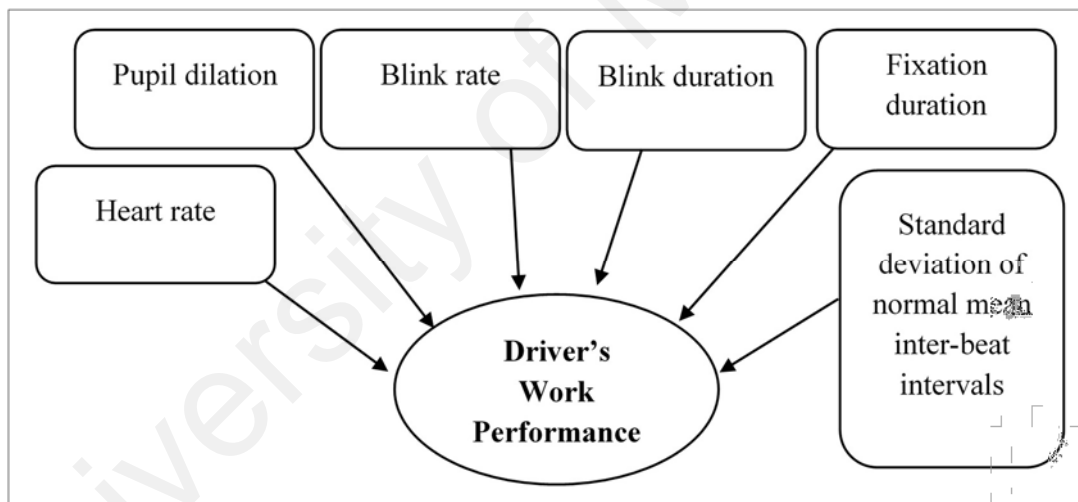 Pupil dilation
Blink rate
Blink duration
Fixation
duration
Heart rate
Standard
deviation of
normal mean
inter-beat
intervals
Driver’s
Work
Performance